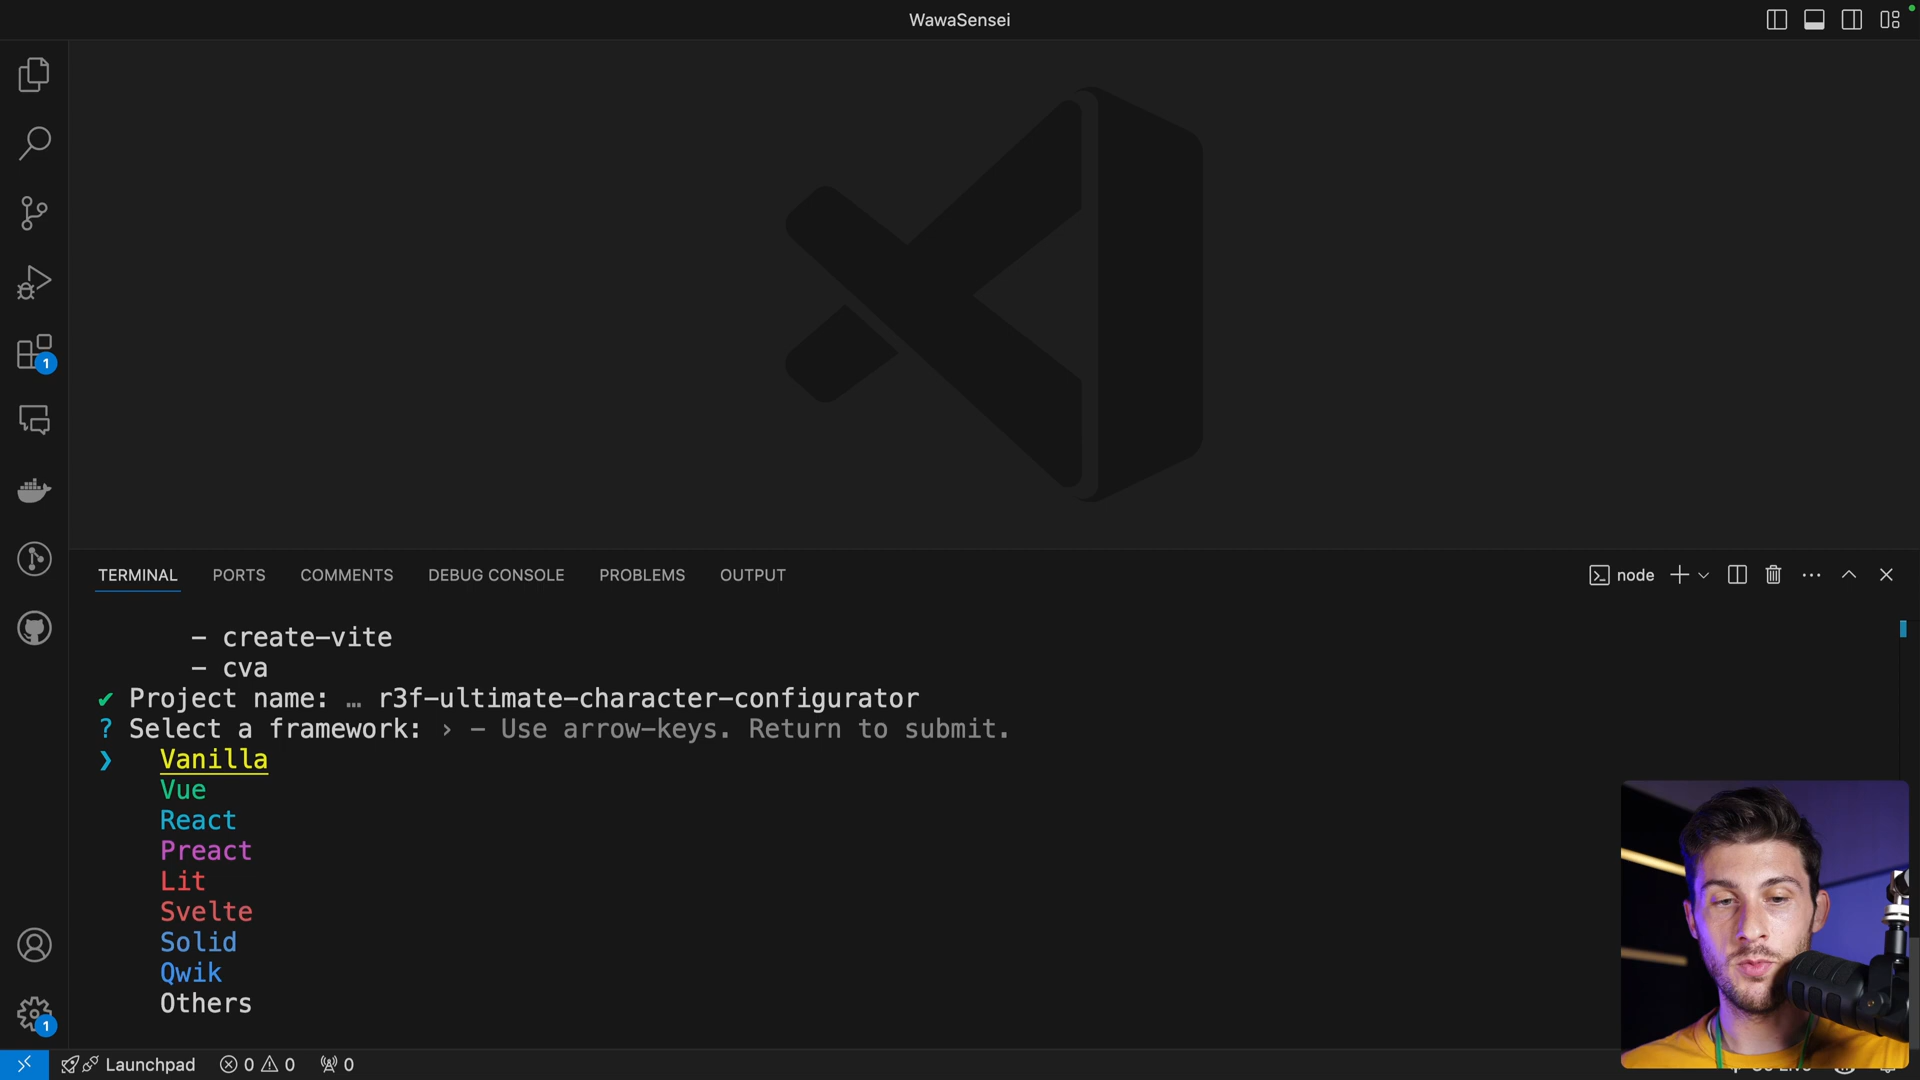 WawaSensei
1
TERMINAL PORTS COMMENTS DEBUG CONSOLE PROBLEMS OUTPUT node
- create-vite
- cva
✔ Project name: … r3f-ultimate-character-configurator
? Select a framework: › - Use arrow-keys. Return to submit.
❯ Vanilla
Vue
React
Preact
Lit
Svelte
Solid
Qwik
Others
1
Launchpad 0 0 0